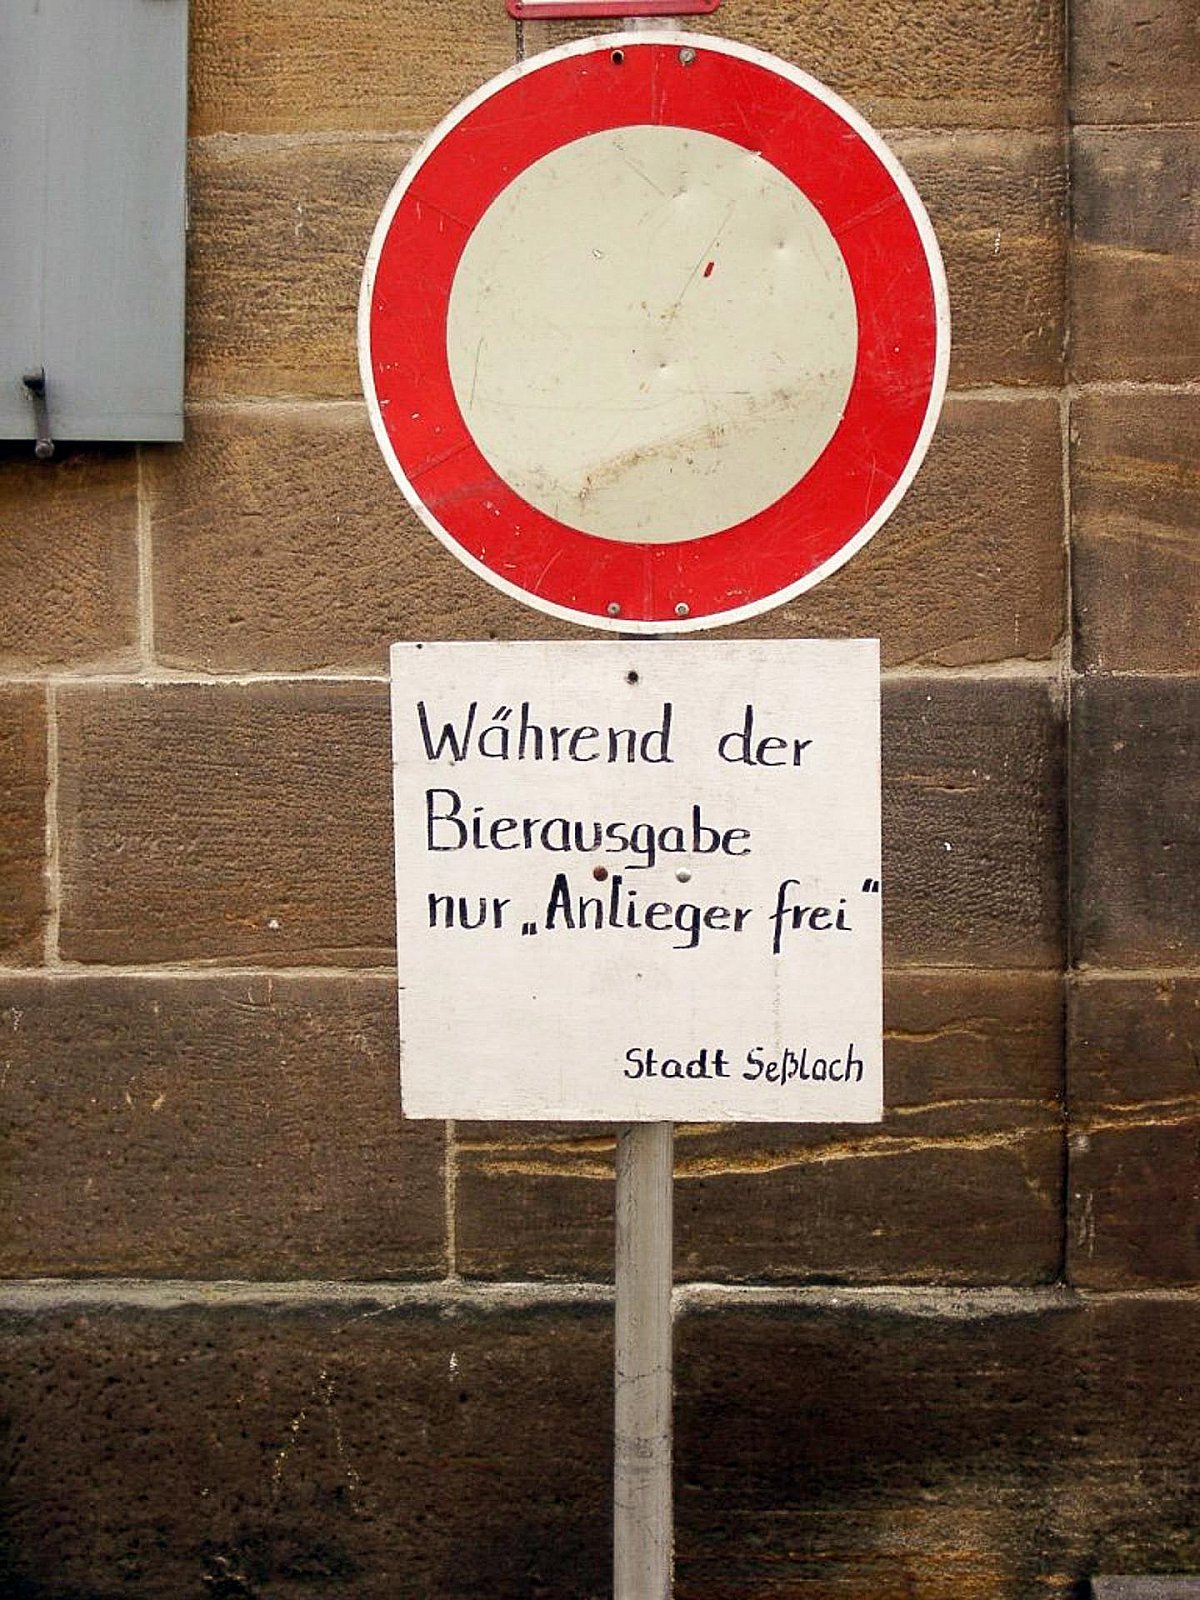 Während der
Bierausgabe
nur „Anlieger frei“
Stadt Seßlach